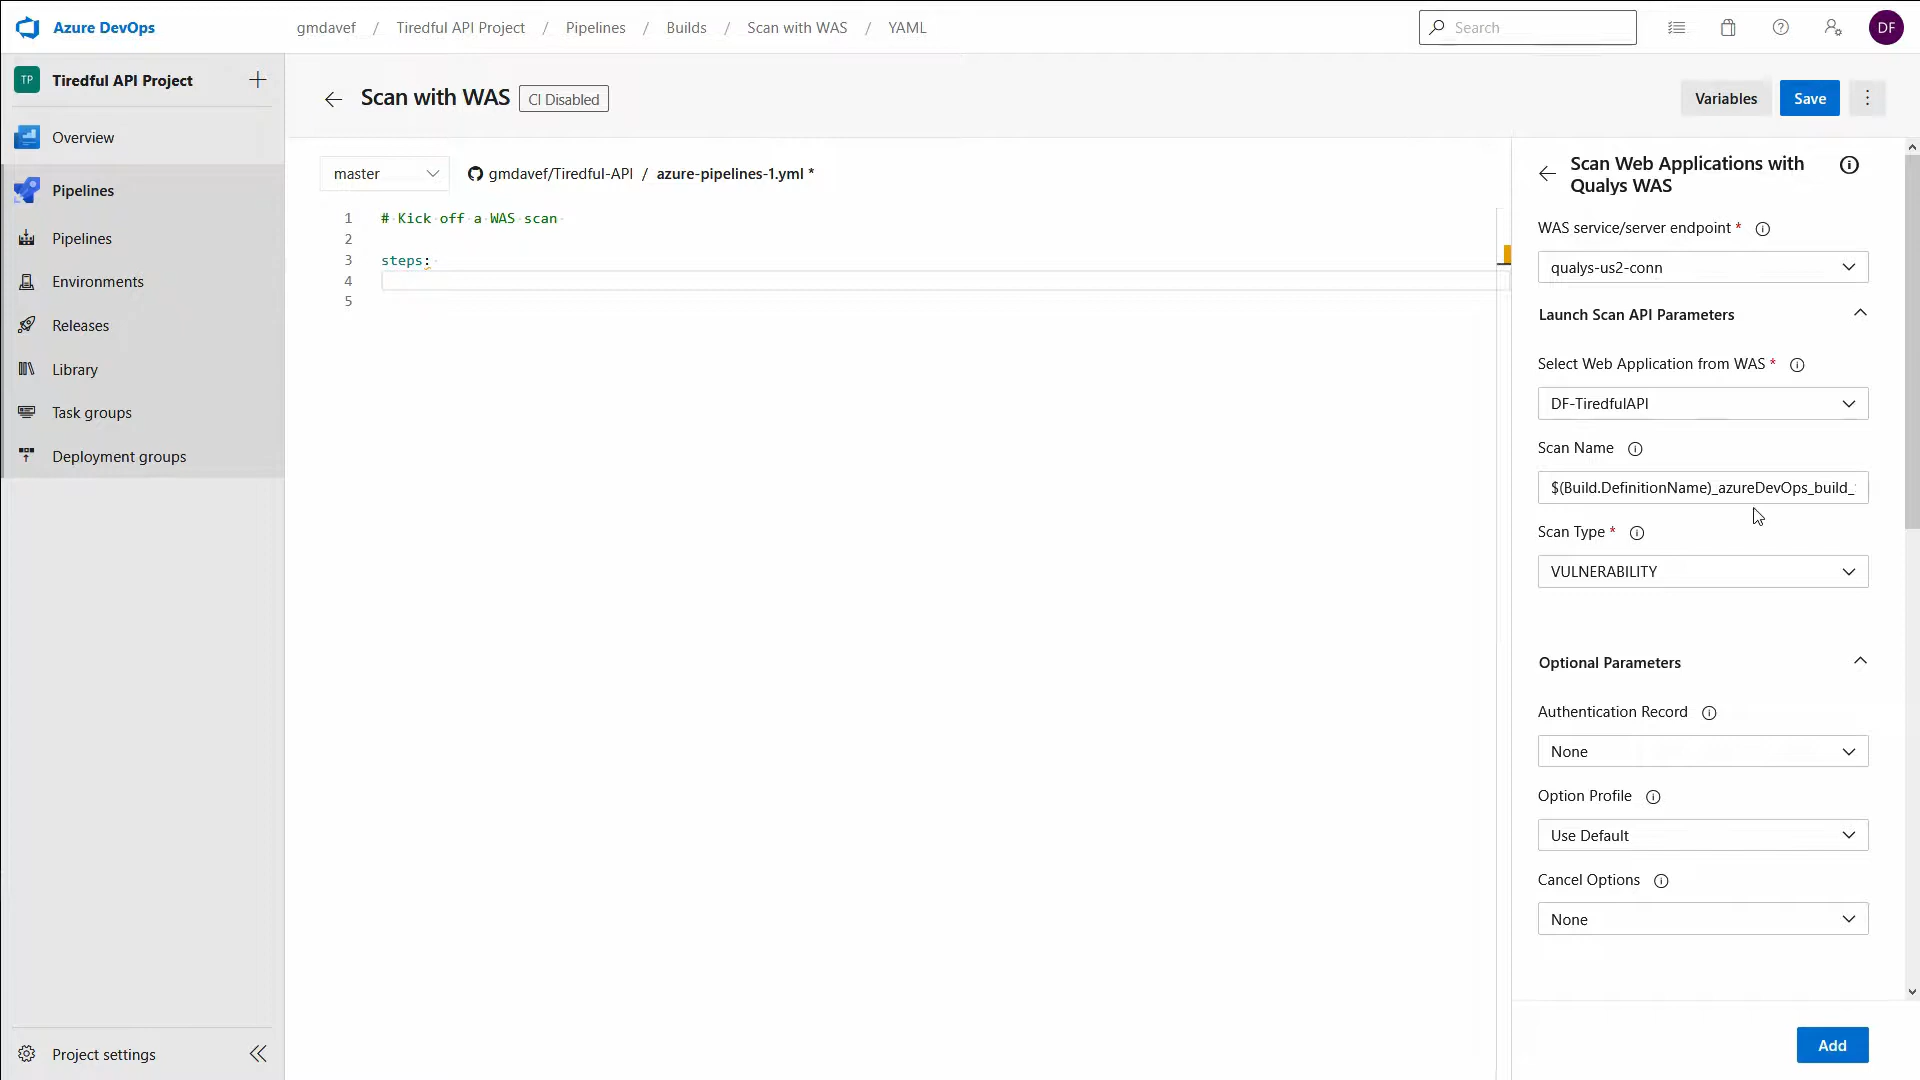 Azure DevOps
gmdavef / Tiredful API Project / Pipelines / Builds / Scan with WAS / YAML
Search
DF
TP Tiredful API Project
Overview
Pipelines
Pipelines
Environments
Releases
Library
Task groups
Deployment groups
Project settings
Scan with WAS CI Disabled
Variables Save
master gmdavef/Tiredful-API / azure-pipelines-1.yml *
1 # Kick off a WAS scan
2
3 steps:
4
5
Scan Web Applications with
Qualys WAS
WAS service/server endpoint *
qualys-us2-conn
Launch Scan API Parameters
Select Web Application from WAS *
DF-TiredfulAPI
Scan Name
$(Build.DefinitionName)_azureDevOps_build_
Scan Type *
VULNERABILITY
Optional Parameters
Authentication Record
None
Option Profile
Use Default
Cancel Options
None
Add